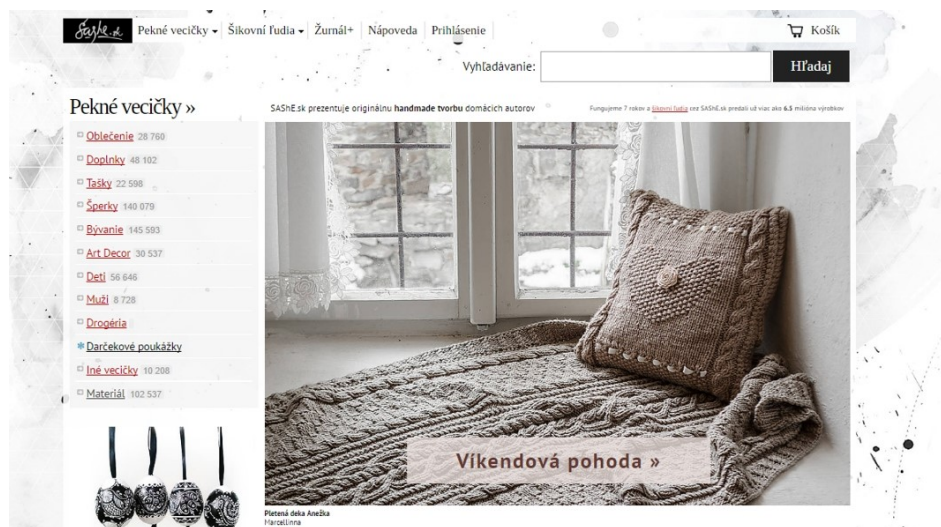 SAShE.sk
Pekné vecičky Šikovní ľudia Žurnál+ Nápoveda Prihlásenie Košík
Vyhľadávanie: Hľadaj
Pekné vecičky »
SAShE.sk prezentuje originálnu handmade tvorbu domácich autorov
Fungujeme 7 rokov a šikovní ľudia cez SAShE.sk predali už viac ako 6.5 milióna výrobkov
Oblečenie 28 760
Doplnky 48 102
Tašky 22 598
Šperky 140 079
Bývanie 145 593
Art Decor 30 537
Deti 56 646
Muži 8 728
Drogéria
Darčekové poukážky
Iné vecičky 10 208
Materiál 102 537
Víkendová pohoda »
Pletená deka Anežka
Marcellinna